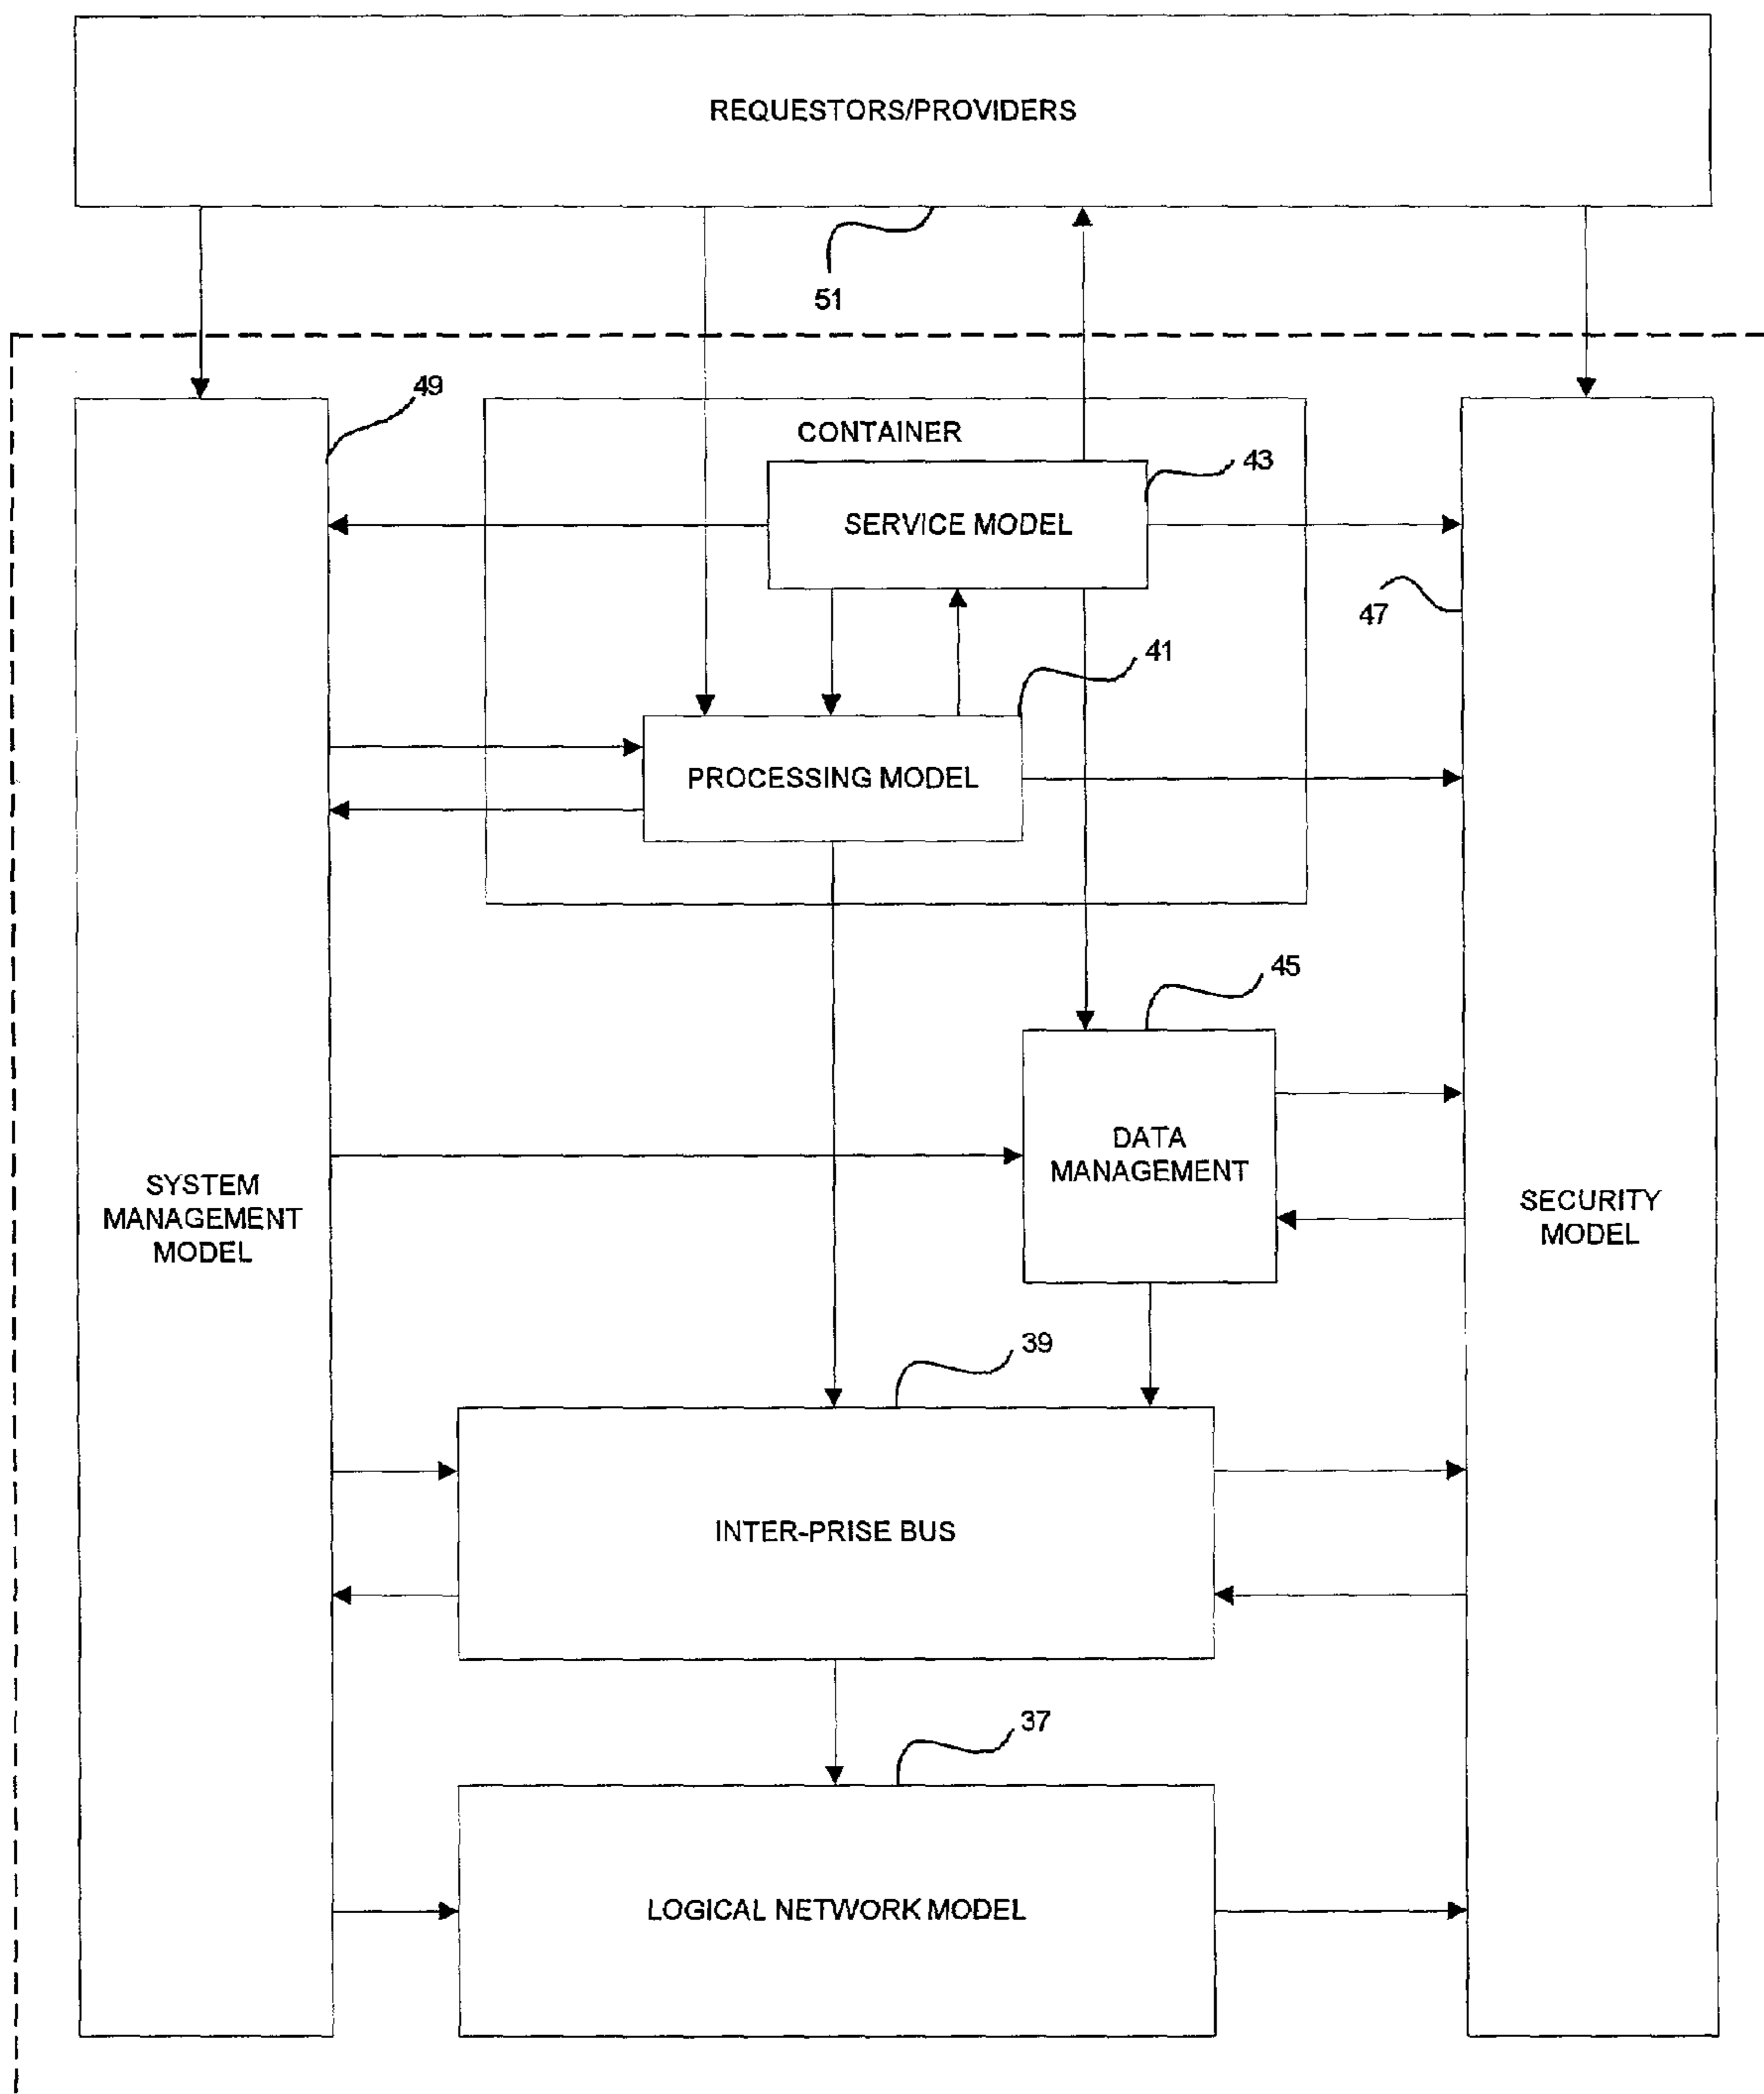 REQUESTORS/PROVIDERS
51
49
CONTAINER
43
SERVICE MODEL
47
41
PROCESSING MODEL
45
DATA
MANAGEMENT
SYSTEM
MANAGEMENT
MODEL
SECURITY
MODEL
39
INTER-PRISE BUS
37
LOGICAL NETWORK MODEL